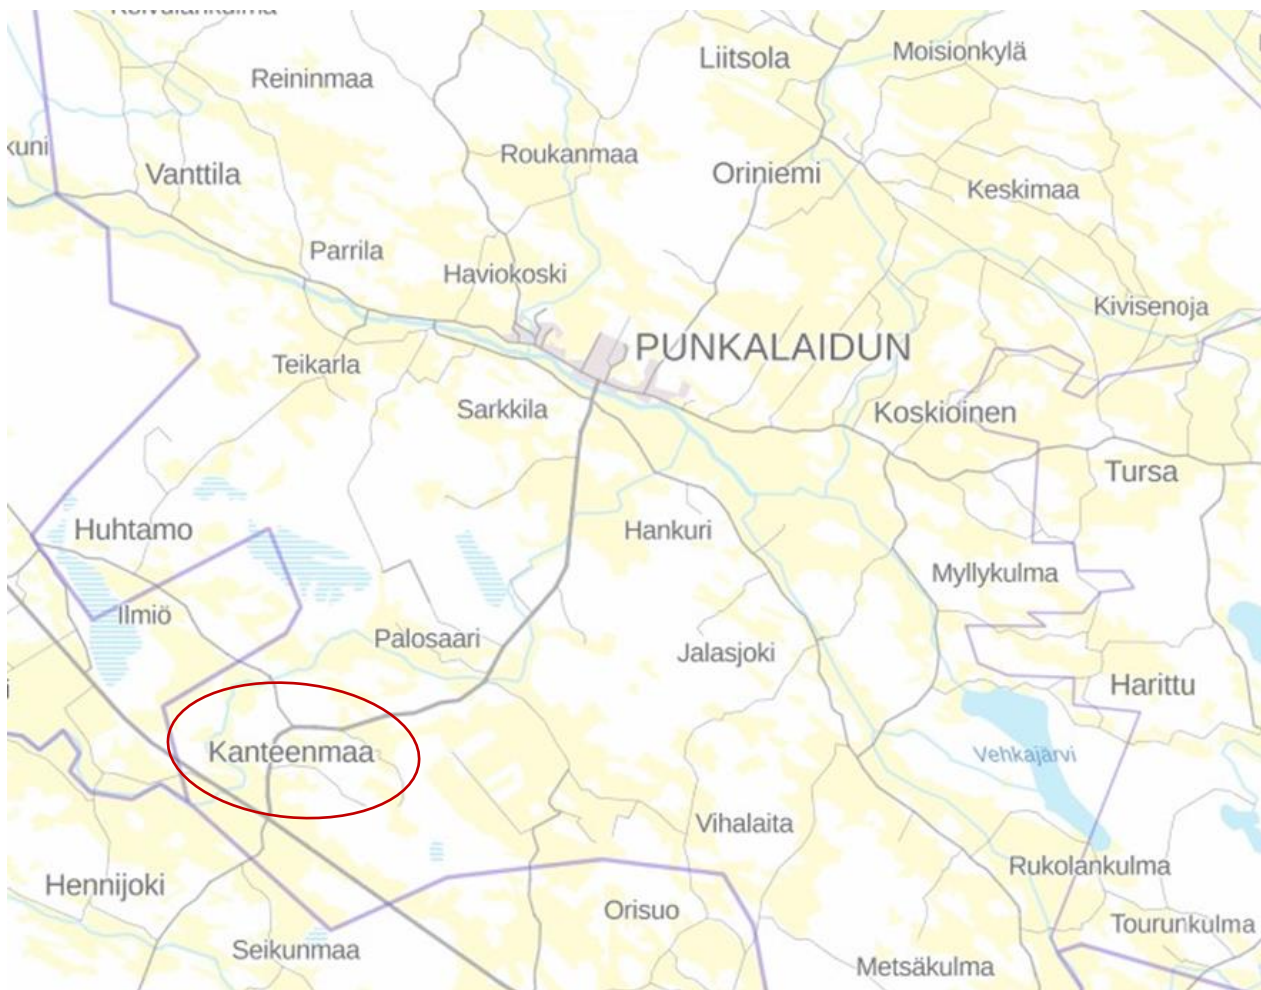 Liitsola
Moisionkylä
Reininmaa
Roukanmaa
Vanttila
Oriniemi
Keskimaa
Parrila
Haviokoski
Kivisenoja
PUNKALAIDUN
Teikarla
Sarkkila
Koskioinen
Tursa
Huhtamo
Hankuri
Myllykulma
Ilmiö
Palosaari
Jalasjoki
Harittu
Kanteenmaa
Vehkajärvi
Vihalaita
Rukolankulma
Hennijoki
Orisuo
Tourunkulma
Seikunmaa
Metsäkulma